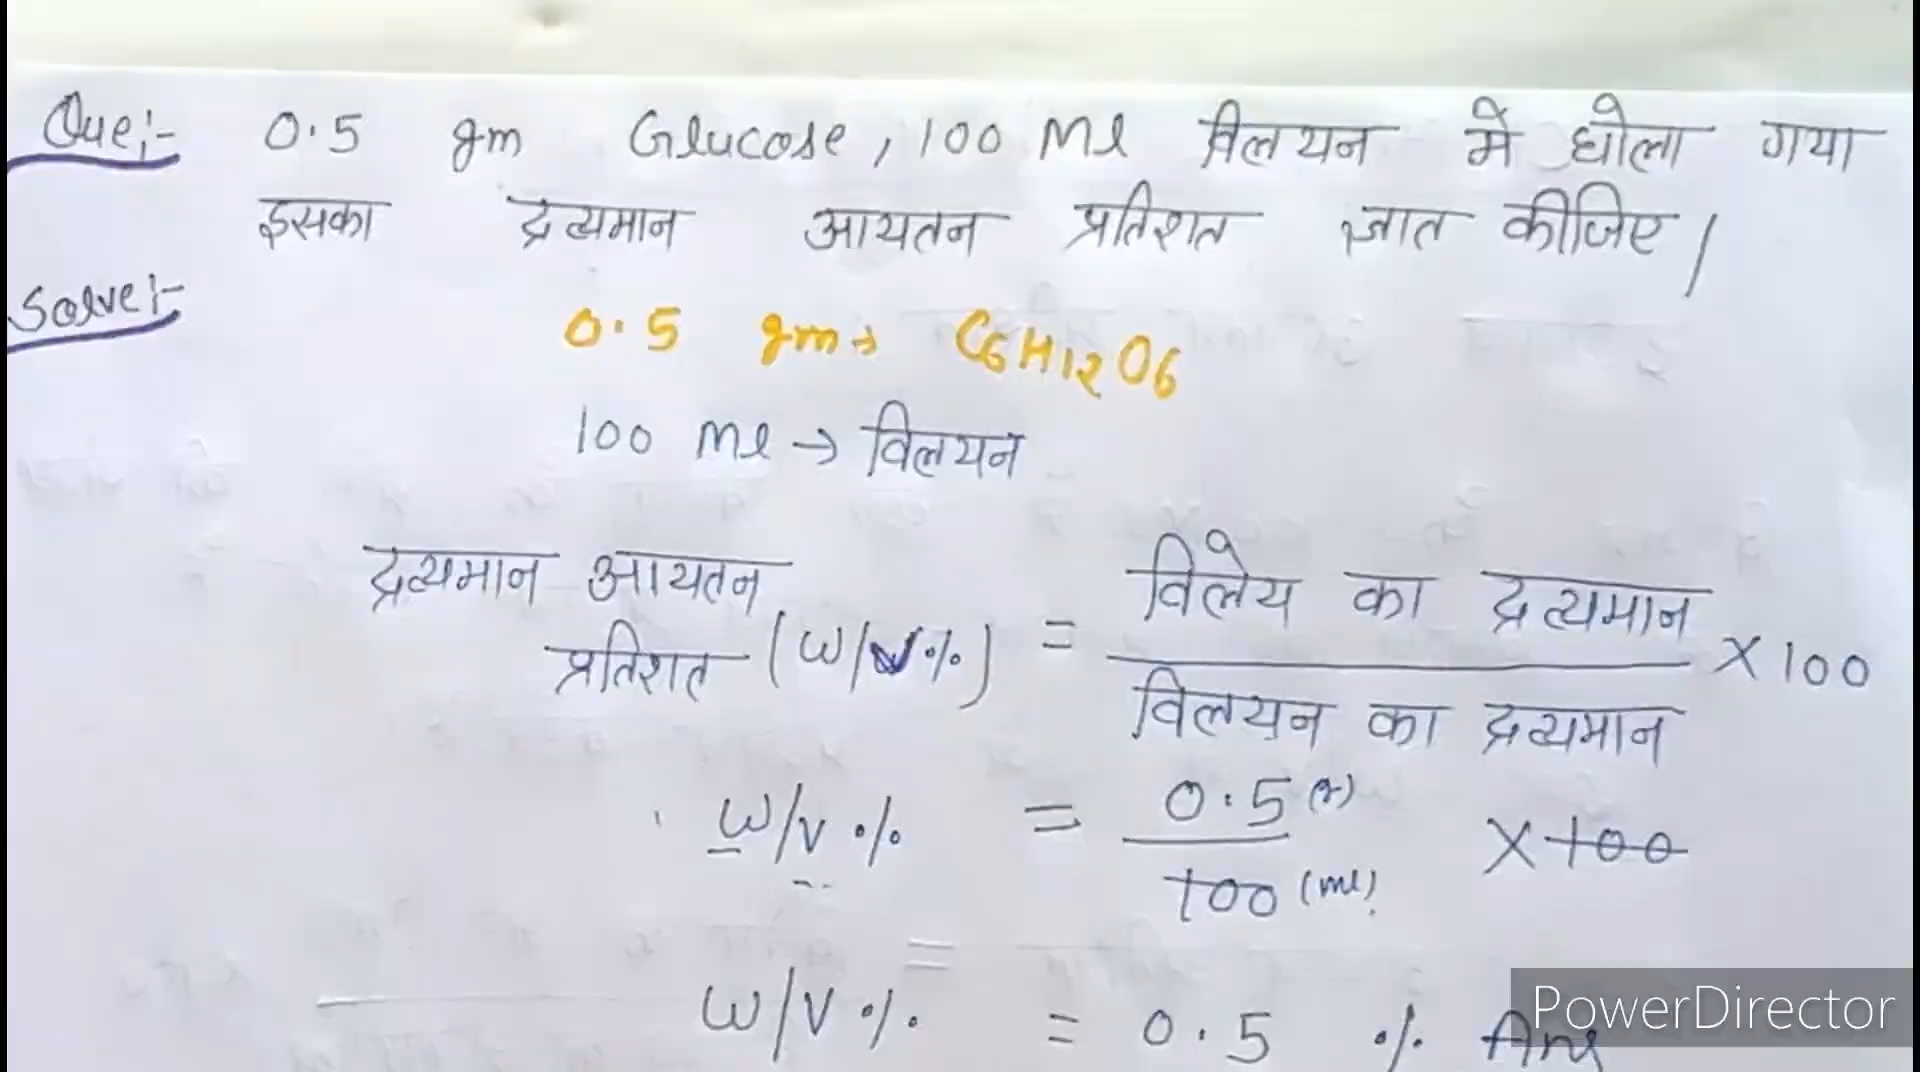 Que:- 0.5 gm Glucose, 100 Ml विलयन मे घोला गया
इसका द्रव्यमान आयतन प्रतिशत ज्ञात कीजिए।
Solve:-
0.5 gm → C6H12O6
100 Ml → विलयन
द्रव्यमान आयतन
प्रतिशत (W/V%) = विलेय का द्रव्यमान / विलयन का द्रव्यमान × 100
W/V % = 0.5 (g) / 100 (ml) × 100
=
W/V % = 0.5 % Ans
PowerDirector